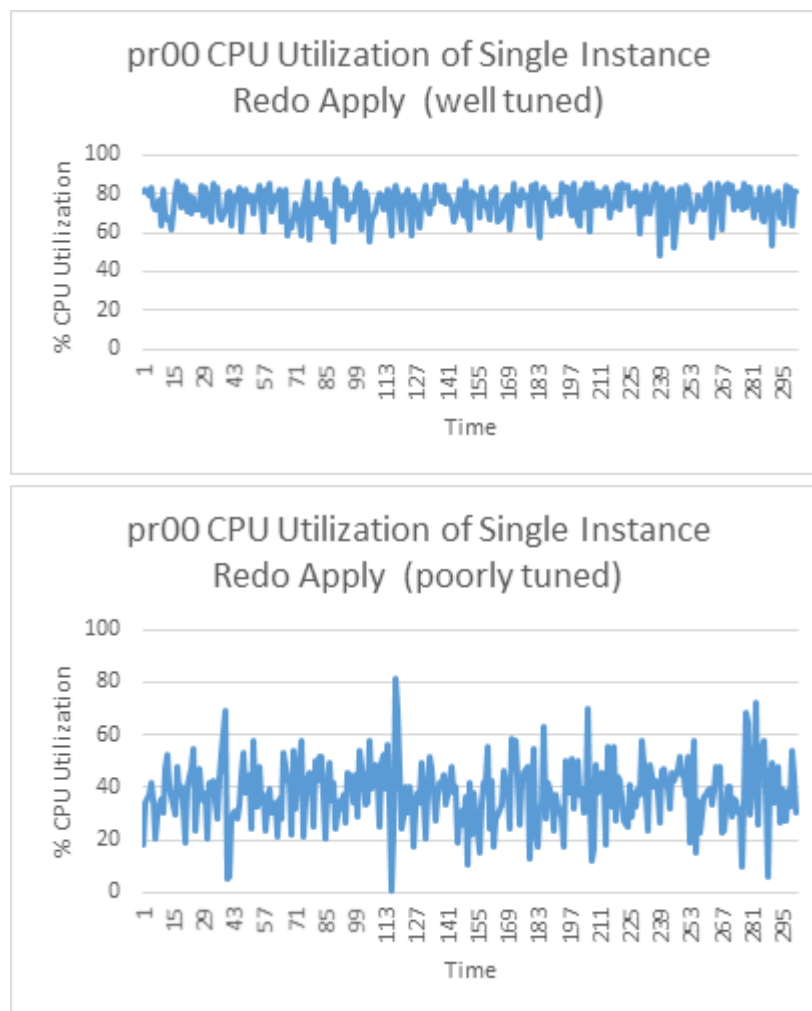 pr00 CPU Utilization of Single Instance
Redo Apply (well tuned)
100
80
60
40
20
0
% CPU Utilization
1 15 29 43 57 71 85 99 113 127 141 155 169 183 197 211 225 239 253 267 281 295
Time
pr00 CPU Utilization of Single Instance
Redo Apply (poorly tuned)
100
80
60
40
20
0
% CPU Utilization
1 15 29 43 57 71 85 99 113 127 141 155 169 183 197 211 225 239 253 267 281 295
Time